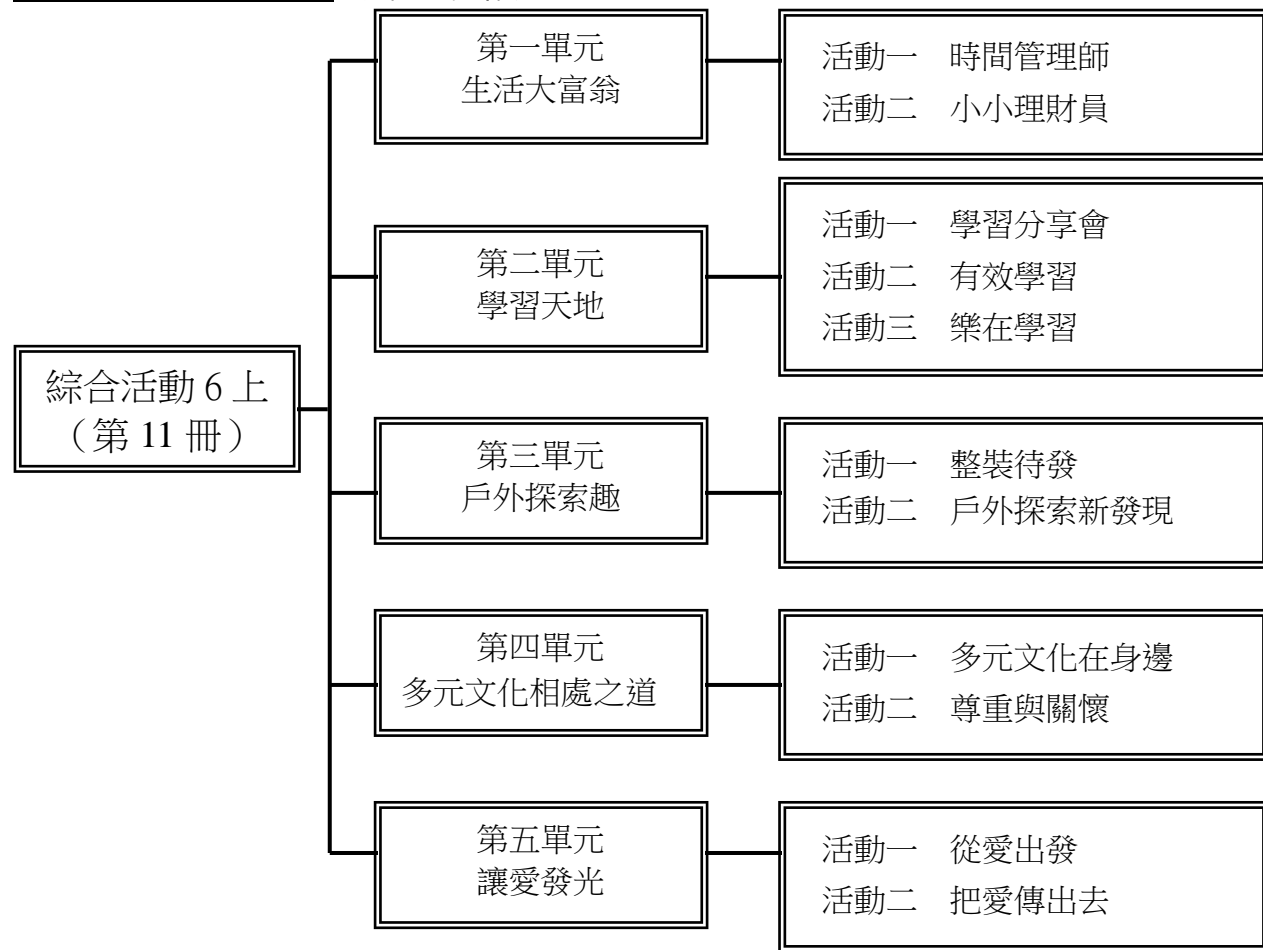 綜合活動 6 上
（第 11 冊）
第一單元
生活大富翁
活動一　時間管理師
活動二　小小理財員
第二單元
學習天地
活動一　學習分享會
活動二　有效學習
活動三　樂在學習
第三單元
戶外探索趣
活動一　整裝待發
活動二　戶外探索新發現
第四單元
多元文化相處之道
活動一　多元文化在身邊
活動二　尊重與關懷
第五單元
讓愛發光
活動一　從愛出發
活動二　把愛傳出去